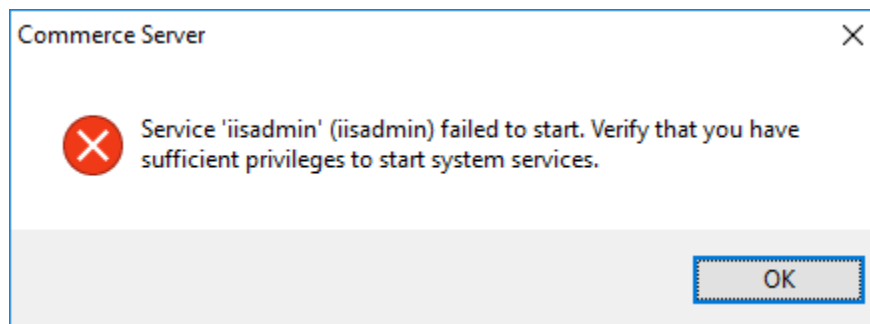 Commerce Server
Service 'iisadmin' (iisadmin) failed to start. Verify that you have
sufficient privileges to start system services.
OK